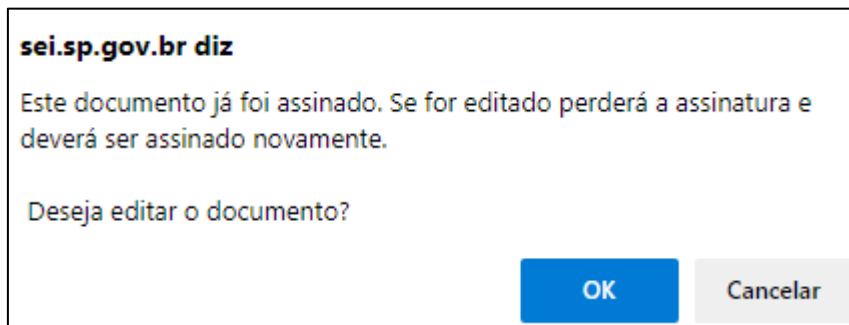 sei.sp.gov.br diz
Este documento já foi assinado. Se for editado perderá a assinatura e
deverá ser assinado novamente.
Deseja editar o documento?
OK Cancelar